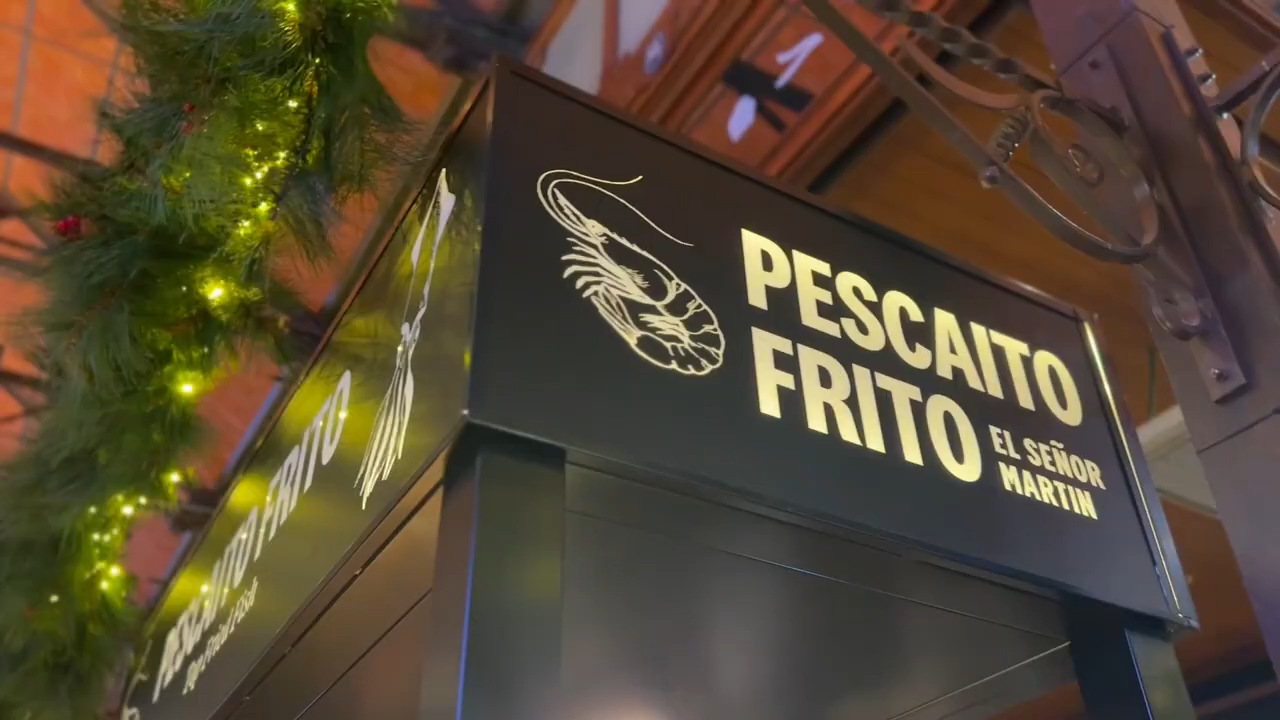 PESCAITO
FRITO
EL SEÑOR
MARTIN
PESCAITO FRITO